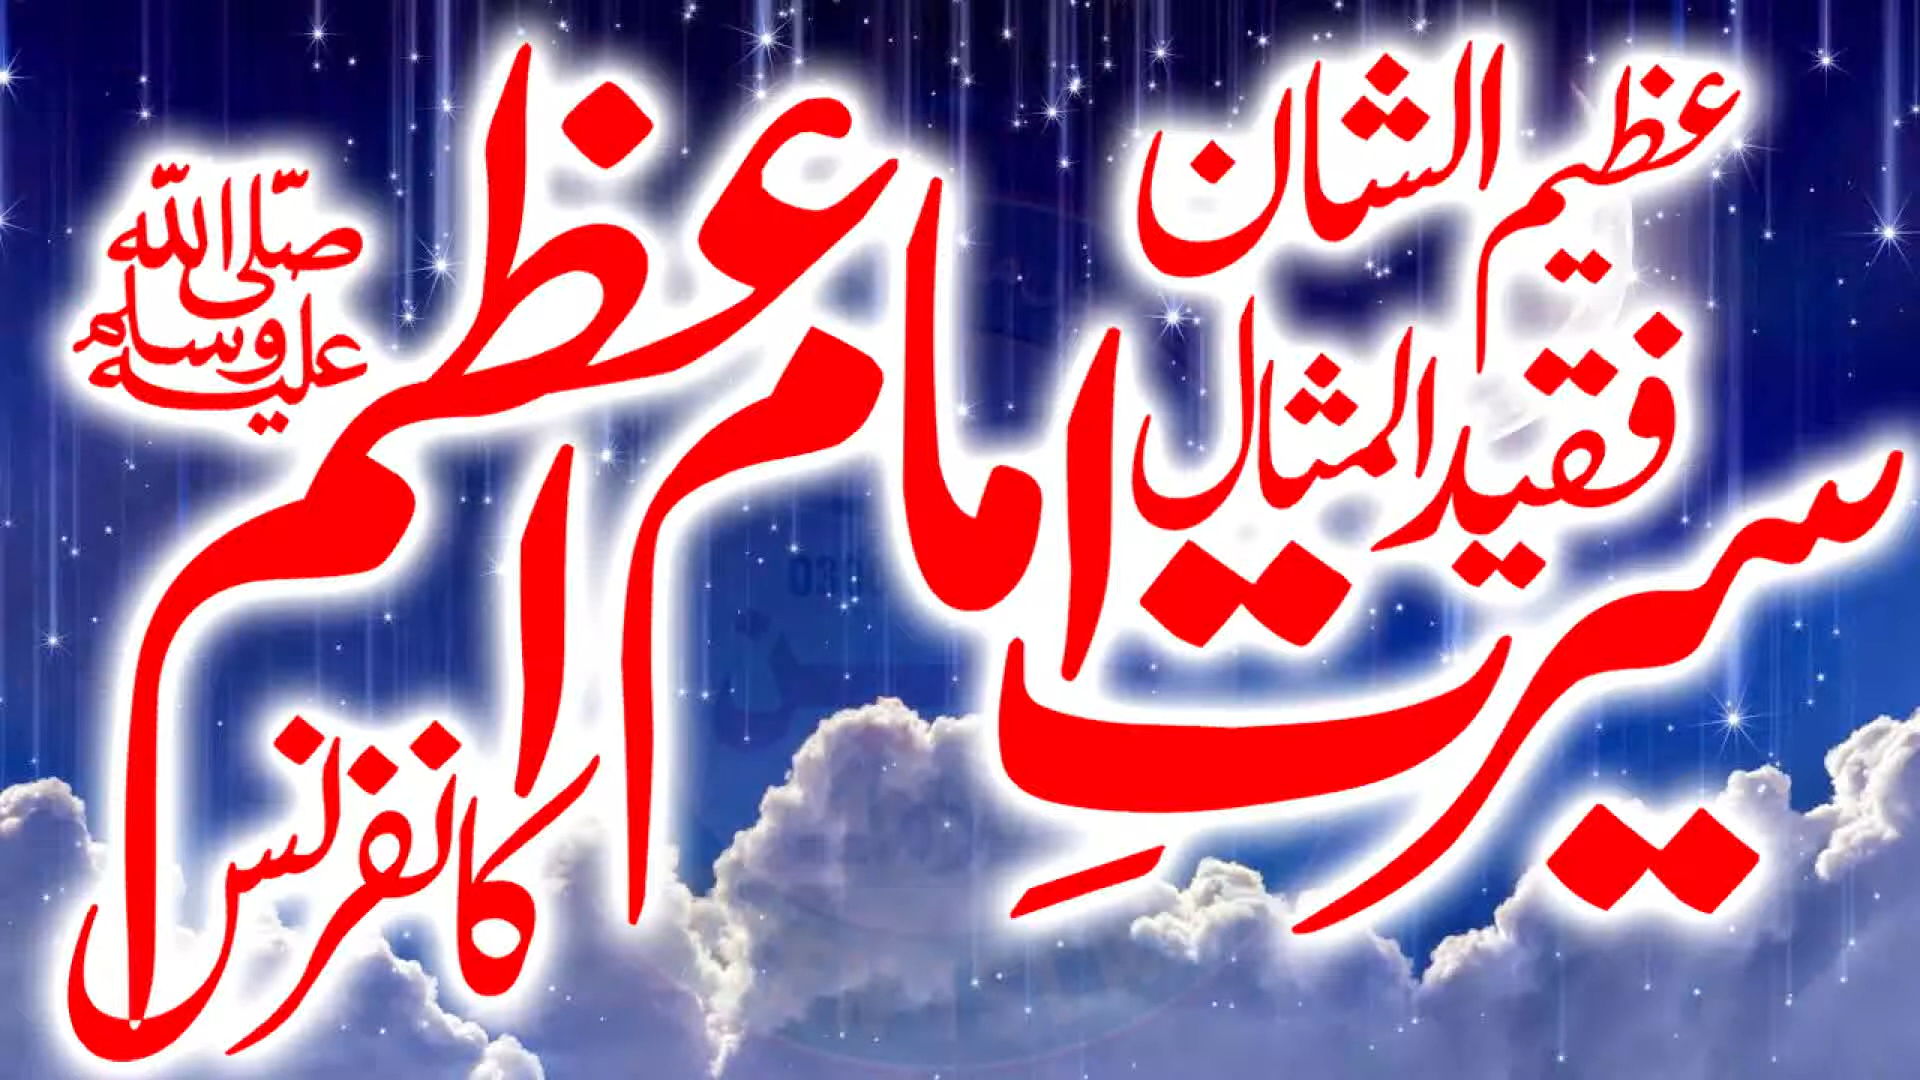 عظیم الشان
فقید المثال
سیرتِ امام اعظم
صلی اللہ علیہ وسلم
کانفرنس